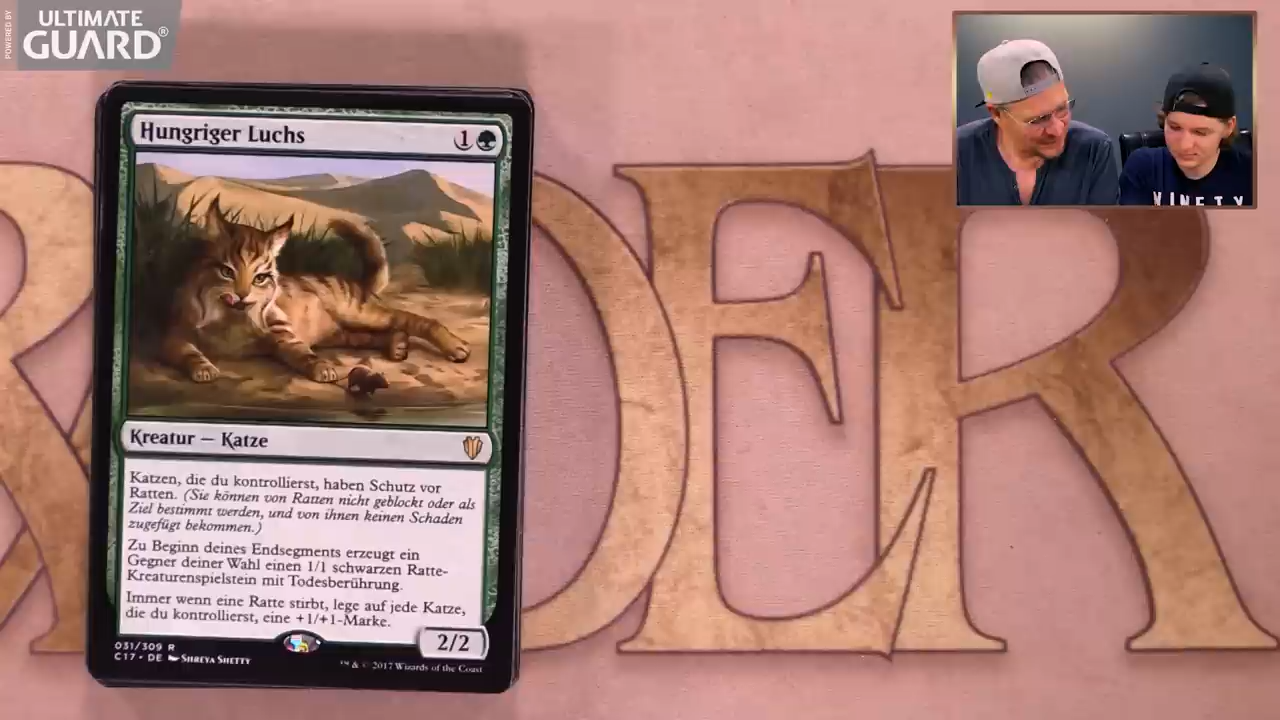 POWERED BY
ULTIMATE
GUARD®
Hungriger Luchs 1
Kreatur — Katze
Katzen, die du kontrollierst, haben Schutz vor
Ratten. (Sie können von Ratten nicht geblockt oder als
Ziel bestimmt werden, und von ihnen keinen Schaden
zugefügt bekommen.)
Zu Beginn deines Endsegments erzeugt ein
Gegner deiner Wahl einen 1/1 schwarzen Ratte-
Kreaturenspielstein mit Todesberührung.
Immer wenn eine Ratte stirbt, lege auf jede Katze,
die du kontrollierst, eine +1/+1-Marke.
2/2
031/309 R
C17 • DE SHREYA SHETTY
™ & © 2017 Wizards of the Coast
DER
NINETY